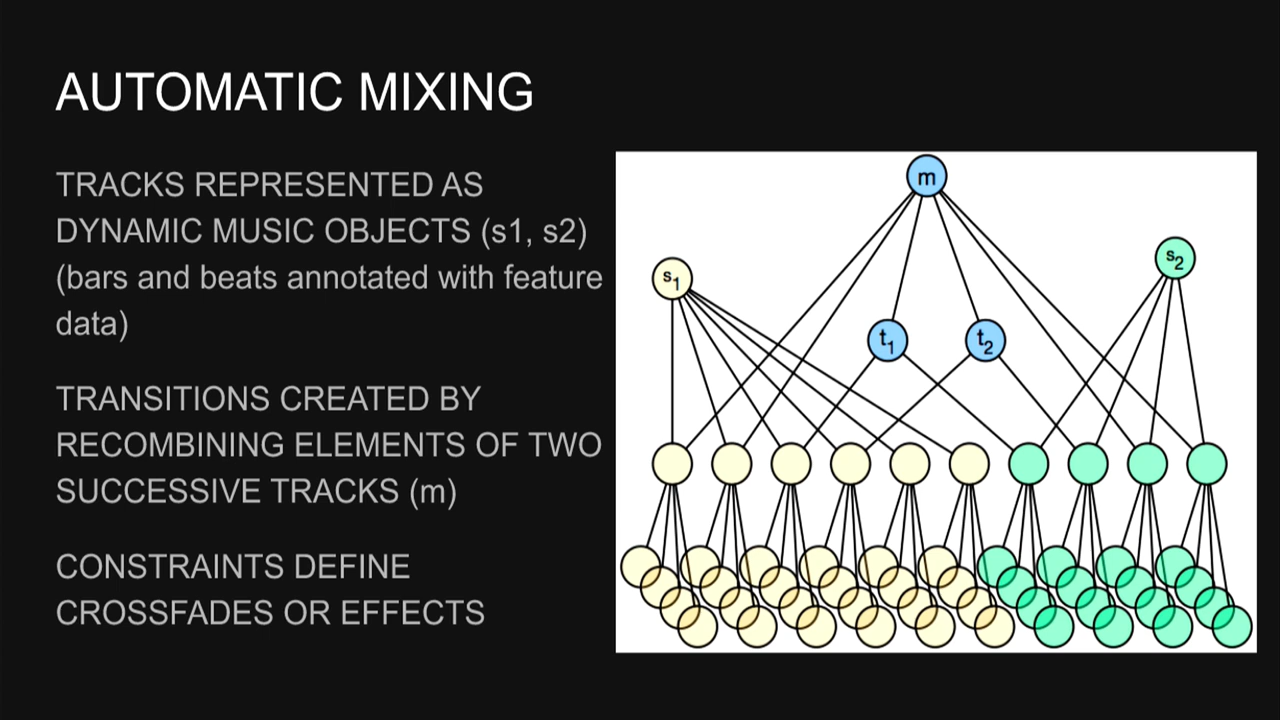 AUTOMATIC MIXING
TRACKS REPRESENTED AS
DYNAMIC MUSIC OBJECTS (s1, s2)
(bars and beats annotated with feature
data)
TRANSITIONS CREATED BY
RECOMBINING ELEMENTS OF TWO
SUCCESSIVE TRACKS (m)
CONSTRAINTS DEFINE
CROSSFADES OR EFFECTS
m
s2
s1
t1
t2